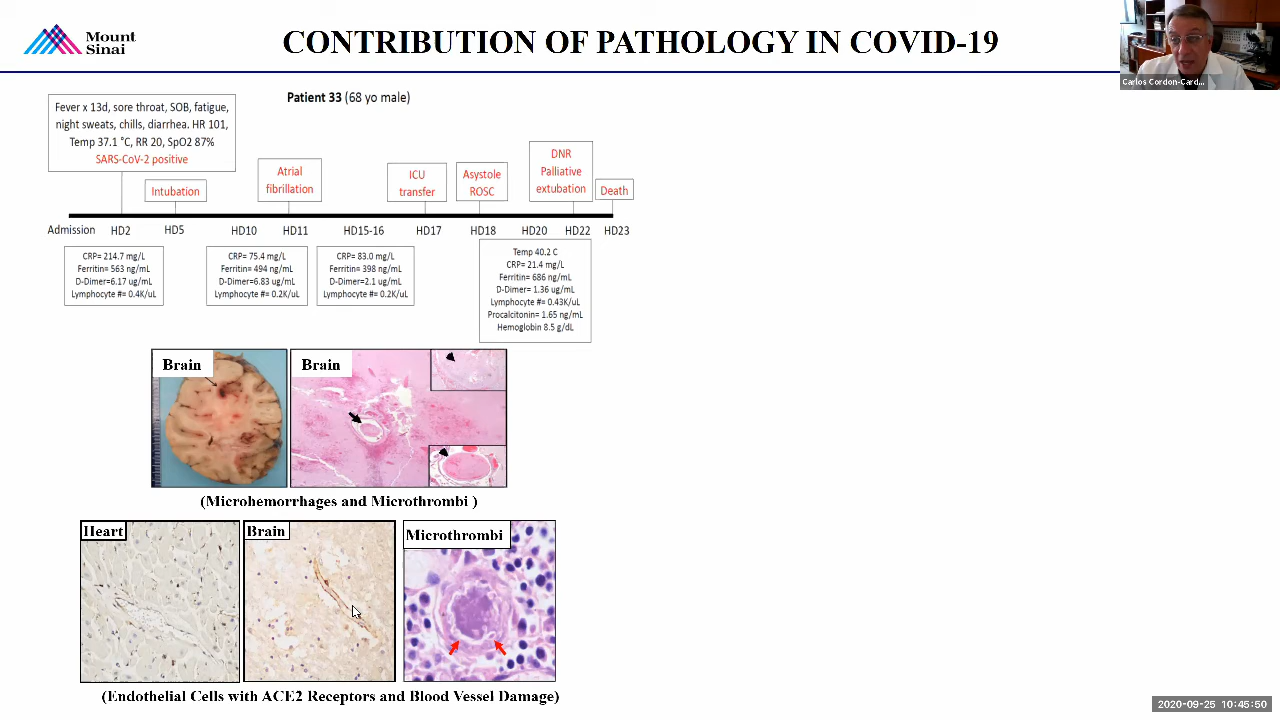 Mount
Sinai
CONTRIBUTION OF PATHOLOGY IN COVID-19
Carlos Cordon-Card...
Patient 33 (68 yo male)
Fever x 13d, sore throat, SOB, fatigue,
night sweats, chills, diarrhea. HR 101,
Temp 37.1 °C, RR 20, SpO2 87%
SARS-CoV-2 positive
Intubation
Atrial
fibrillation
ICU
transfer
Asystole
ROSC
DNR
Palliative
extubation
Death
Admission HD2 HD5 HD10 HD11 HD15-16 HD17 HD18 HD20 HD22 HD23
CRP= 214.7 mg/L
Ferritin= 563 ng/mL
D-Dimer=6.17 ug/mL
Lymphocyte #= 0.4K/uL
CRP= 75.4 mg/L
Ferritin= 494 ng/mL
D-Dimer=6.83 ug/mL
Lymphocyte #= 0.2K/uL
CRP= 83.0 mg/L
Ferritin= 398 ng/mL
D-Dimer=2.1 ug/mL
Lymphocyte #= 0.2K/uL
Temp 40.2 C
CRP= 21.4 mg/L
Ferritin= 686 ng/mL
D-Dimer= 1.36 ug/mL
Lymphocyte #= 0.43K/uL
Procalcitonin= 1.65 ng/mL
Hemoglobin 8.5 g/dL
Brain
Brain
(Microhemorrhages and Microthrombi )
Heart
Brain
Microthrombi
(Endothelial Cells with ACE2 Receptors and Blood Vessel Damage)
2020-09-25 10:45:50